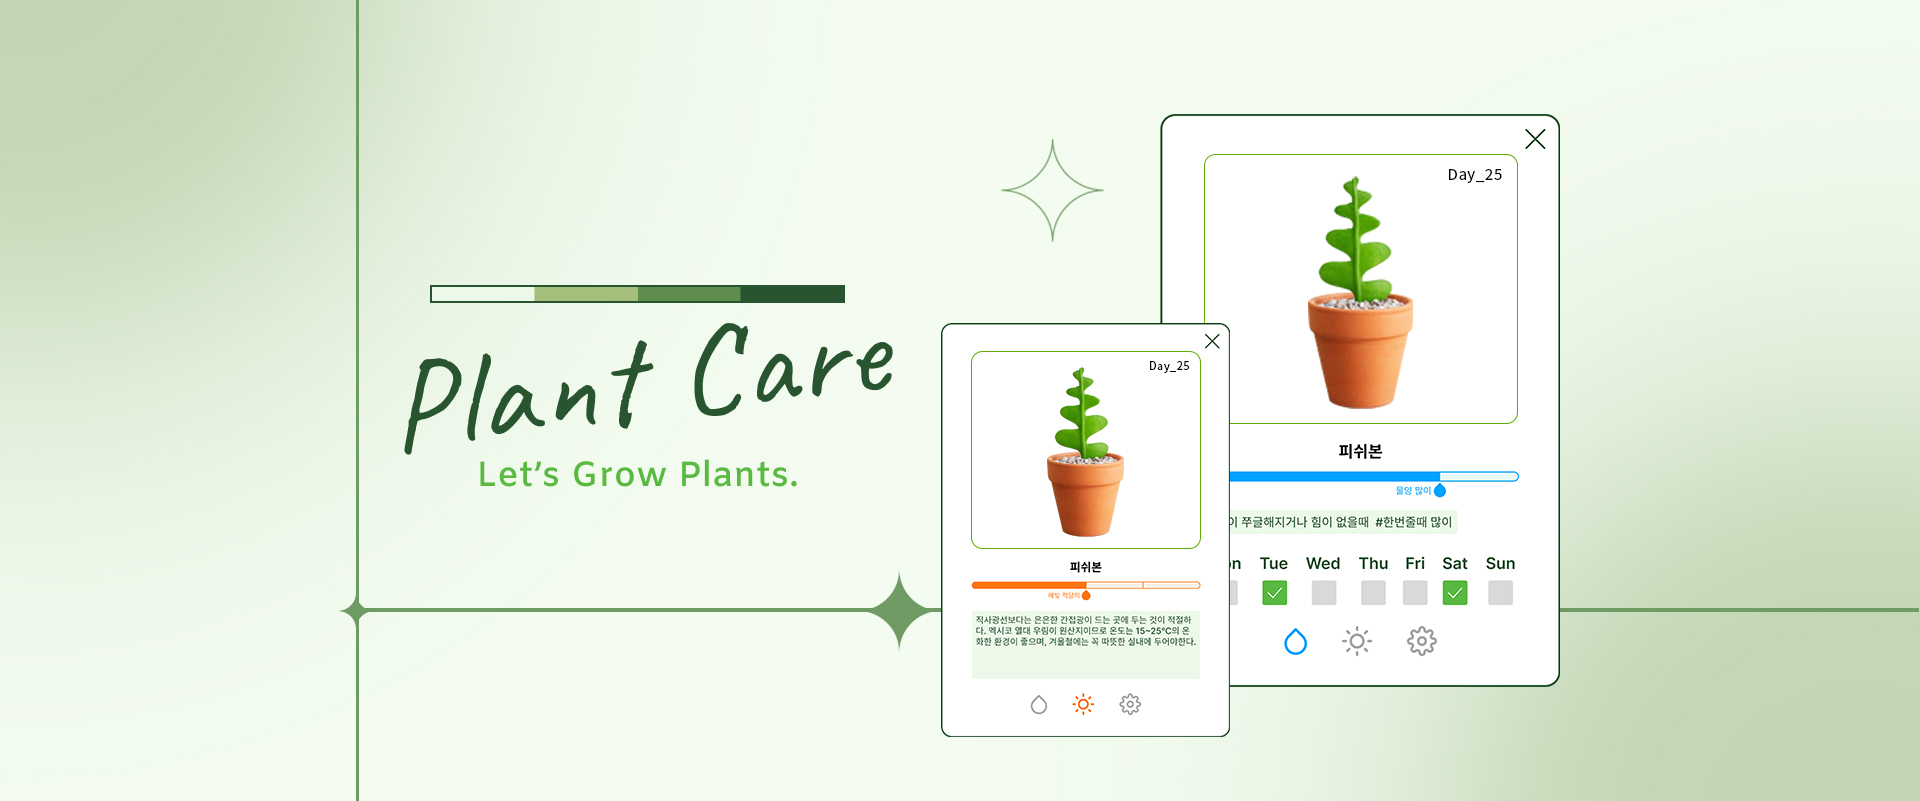 Plant Care
Let's Grow Plants.
Day_25
피쉬본
해빛 적당히
직사광선보다는 은은한 간접광이 드는 곳에 두는 것이 적절하
다. 멕시코 열대 우림이 원산지이므로 온도는 15~25°C의 온
화한 환경이 좋으며, 겨울철에는 꼭 따뜻한 실내에 두어야한다.
Day_25
피쉬본
물양 많이
이 쭈글해지거나 힘이 없을때 #한번줄때 많이
on Tue Wed Thu Fri Sat Sun